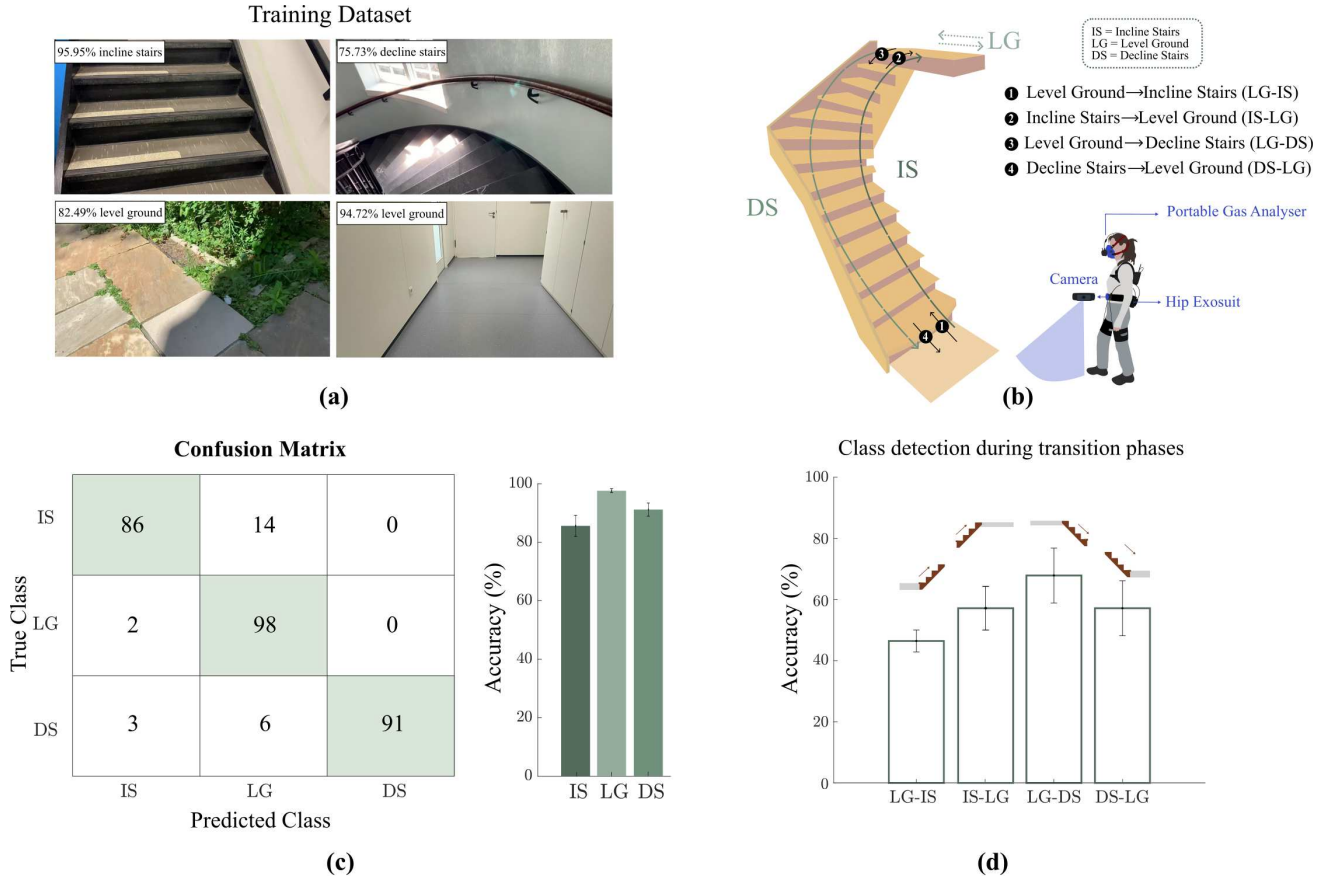 Training Dataset
95.95% incline stairs
75.73% decline stairs
82.49% level ground
94.72% level ground
(a)
LG
IS
DS
IS = Incline Stairs
LG = Level Ground
DS = Decline Stairs
1 Level Ground→Incline Stairs (LG-IS)
2 Incline Stairs→Level Ground (IS-LG)
3 Level Ground→Decline Stairs (LG-DS)
4 Decline Stairs→Level Ground (DS-LG)
3
2
1
4
Portable Gas Analyser
Camera
Hip Exosuit
(b)
Confusion Matrix
True Class
IS
86
14
0
LG
2
98
0
DS
3
6
91
IS
LG
DS
Predicted Class
Accuracy (%)
100
80
60
40
20
0
IS
LG
DS
(c)
Class detection during transition phases
Accuracy (%)
100
80
60
40
20
0
LG-IS
IS-LG
LG-DS
DS-LG
(d)